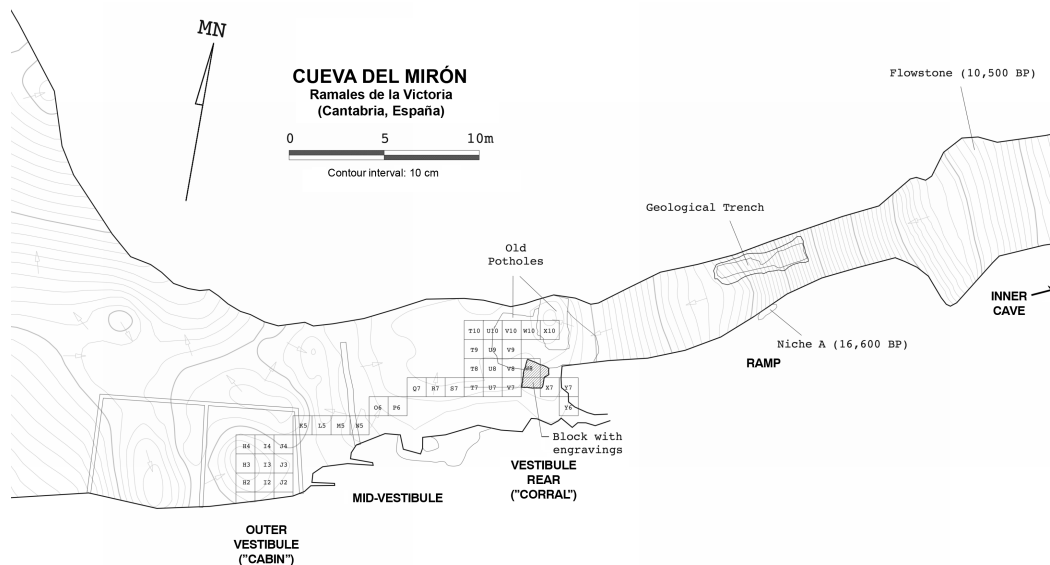 MN
CUEVA DEL MIRÓN
Ramales de la Victoria
(Cantabria, España)
0 5 10m
Contour interval: 10 cm
Flowstone (10,500 BP)
Geological Trench
Old
Potholes
INNER
CAVE
Niche A (16,600 BP)
RAMP
T10 U10 V10 W10 X10
T9 U9 V9
T8 U8 V8 W8
Q7 R7 S7 T7 U7 V7 X7 Y7
O6 P6 Y6
K5 L5 M5 N5
Block with
engravings
H4 I4 J4
H3 I3 J3
H2 I2 J2
VESTIBULE
REAR
("CORRAL")
MID-VESTIBULE
OUTER
VESTIBULE
("CABIN")